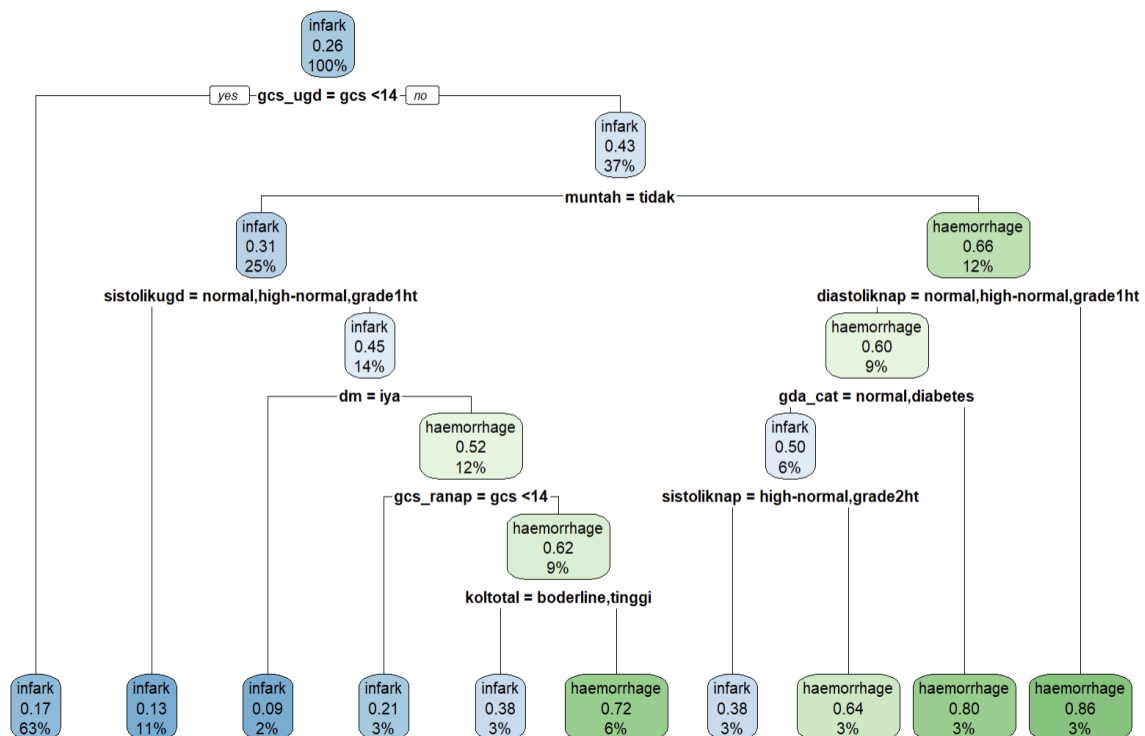 infark
0.26
100%
yes gcs_ugd = gcs <14 no
infark
0.43
37%
muntah = tidak
infark
0.31
25%
haemorrhage
0.66
12%
sistolikugd = normal,high-normal,grade1ht
diastoliknap = normal,high-normal,grade1ht
infark
0.45
14%
haemorrhage
0.60
9%
dm = iya
gda_cat = normal,diabetes
haemorrhage
0.52
12%
infark
0.50
6%
gcs_ranap = gcs <14
sistoliknap = high-normal,grade2ht
haemorrhage
0.62
9%
koltotal = boderline,tinggi
infark
0.17
63%
infark
0.13
11%
infark
0.09
2%
infark
0.21
3%
infark
0.38
3%
haemorrhage
0.72
6%
infark
0.38
3%
haemorrhage
0.64
3%
haemorrhage
0.80
3%
haemorrhage
0.86
3%